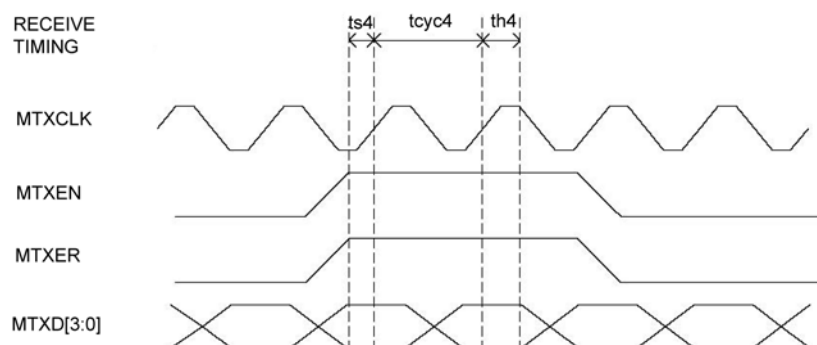 RECEIVE
TIMING
ts4
tcyc4
th4
MTXCLK
MTXEN
MTXER
MTXD[3:0]